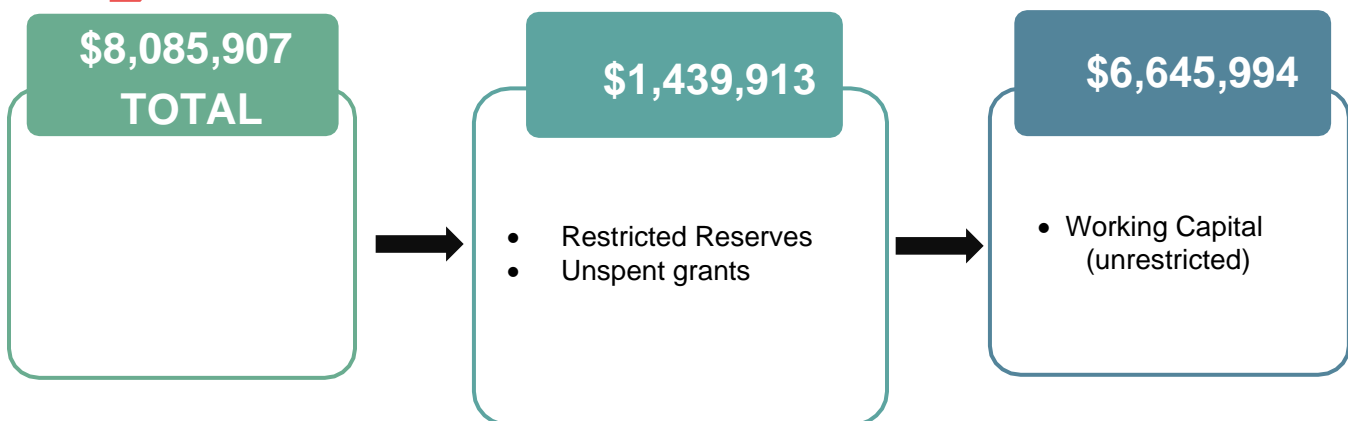 $8,085,907
TOTAL
$1,439,913
• Restricted Reserves
• Unspent grants
$6,645,994
• Working Capital
(unrestricted)